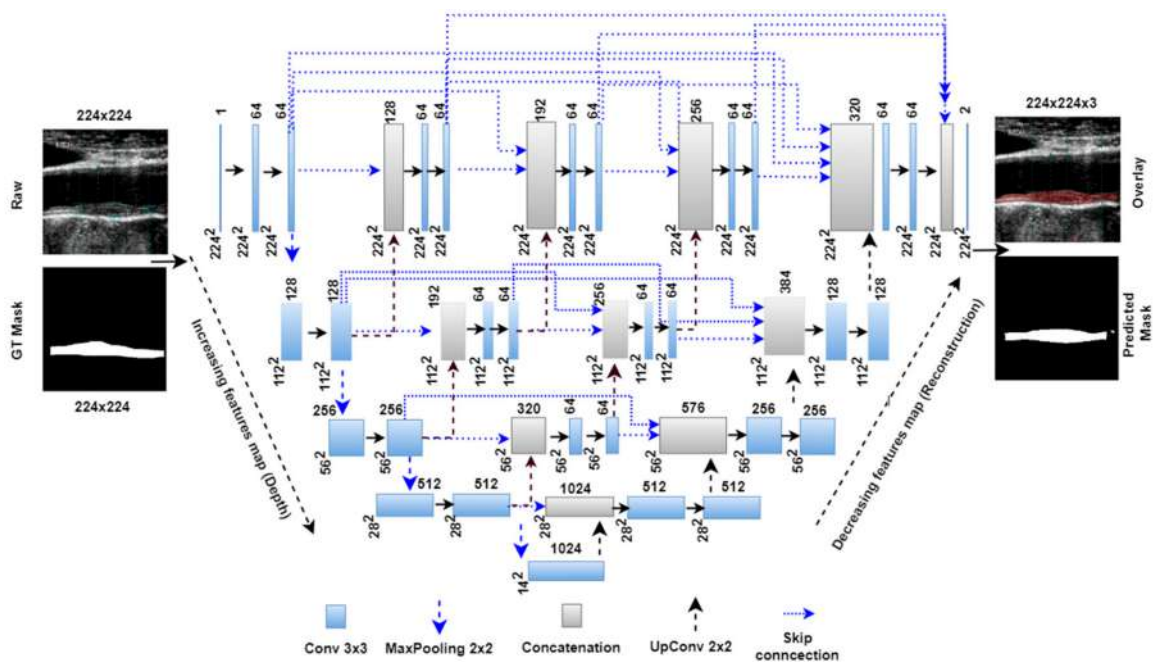 224x224
Raw
GT Mask
224x224
Increasing features map (Depth)
1 64 64 128 64 64 192 64 64 256 64 64 320 64 64 2
224² 224² 224² 224² 224² 224² 224² 224² 224² 224² 224² 224² 224² 224² 224²
128 128 192 64 64 256 64 64 384 128 128
112² 112² 112² 112² 112² 112² 112² 112² 112² 112² 112²
256 256 320 64 64 576 256 256
56² 56² 56² 56² 56² 56² 56² 56²
512 512 1024 512 512
28² 28² 28² 28² 28²
1024
14²
Decreasing features map (Reconstruction)
224x224x3
Overlay
Predicted
Mask
Conv 3x3
MaxPooling 2x2
Concatenation
UpConv 2x2
Skip
conncection